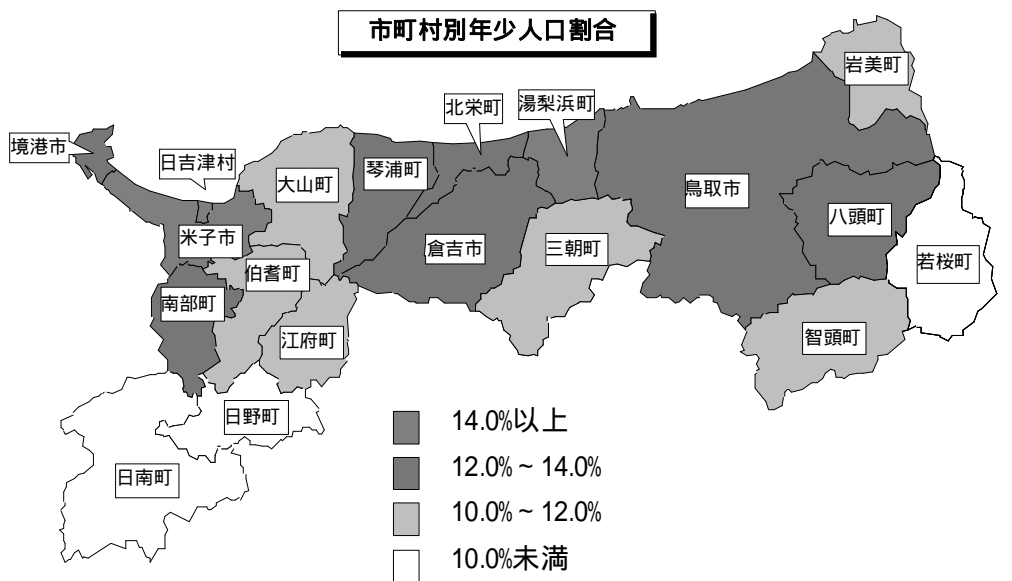 市町村別年少人口割合
岩美町
北栄町
湯梨浜町
境港市
日吉津村
大山町
琴浦町
鳥取市
八頭町
米子市
倉吉市
三朝町
若桜町
伯耆町
南部町
江府町
智頭町
日野町
日南町
14.0%以上
12.0%~14.0%
10.0%~12.0%
10.0%未満